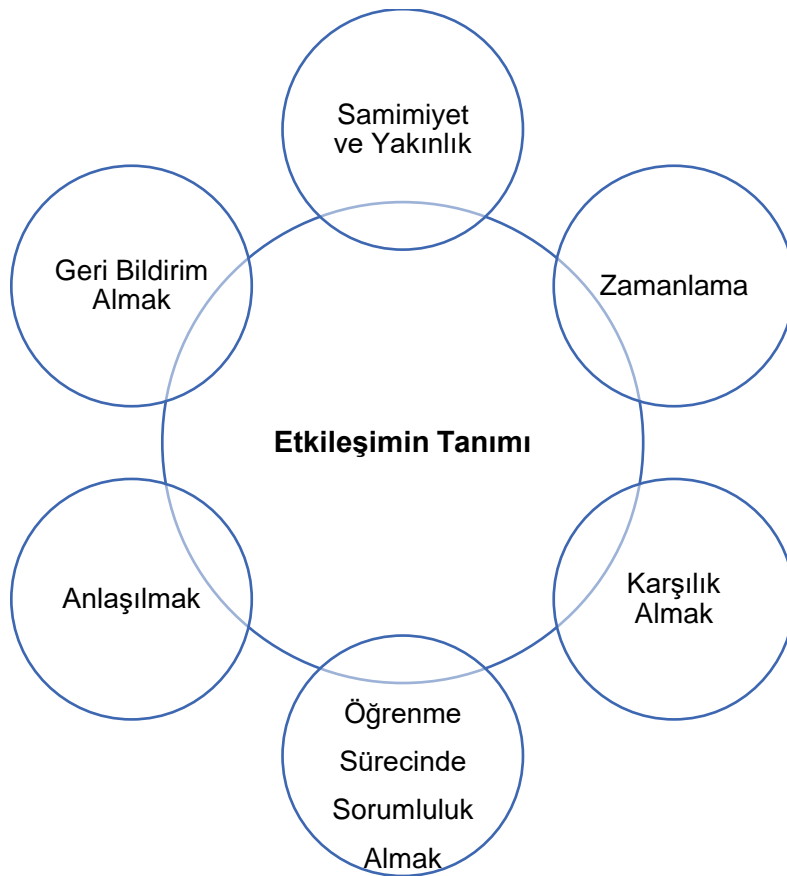 Samimiyet
ve Yakınlık
Geri Bildirim
Almak
Zamanlama
Etkileşimin Tanımı
Anlaşılmak
Karşılık
Almak
Öğrenme
Sürecinde
Sorumluluk
Almak